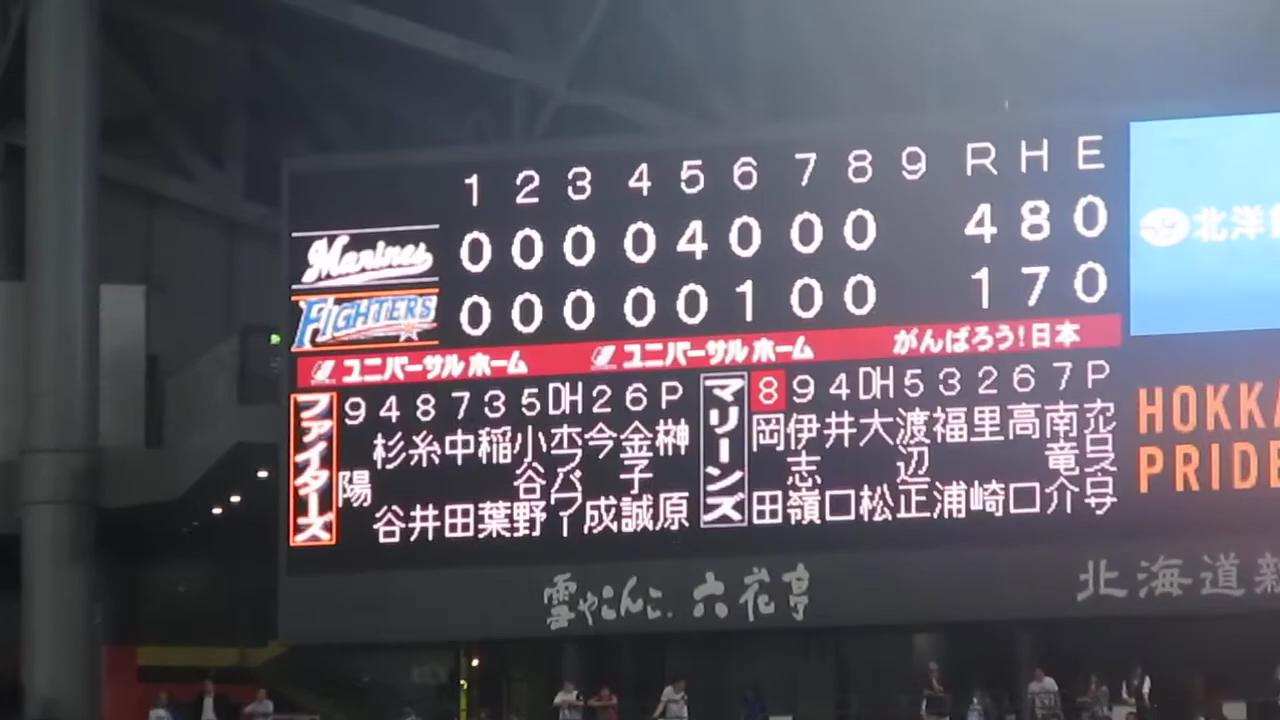 1 2 3 4 5 6 7 8 9 R H E
Marines 0 0 0 0 4 0 0 0 4 8 0
FIGHTERS 0 0 0 0 0 1 0 0 1 7 0
ユニバーサル ホーム ユニバーサル ホーム がんばろう!日本
北洋
ファイターズ
9 4 8 7 3 5 DH 2 6 P
陽 杉谷 糸井 中田 稲葉 小谷野 今成 金子誠 榊原
マリーンズ
8 9 4 DH 5 3 2 6 7 P
岡田 伊志嶺 井口 大松 渡辺正 福浦 里崎 高口 南竜介
HOKKA
PRIDE
雪やこんこ. 六花亭
北海道新